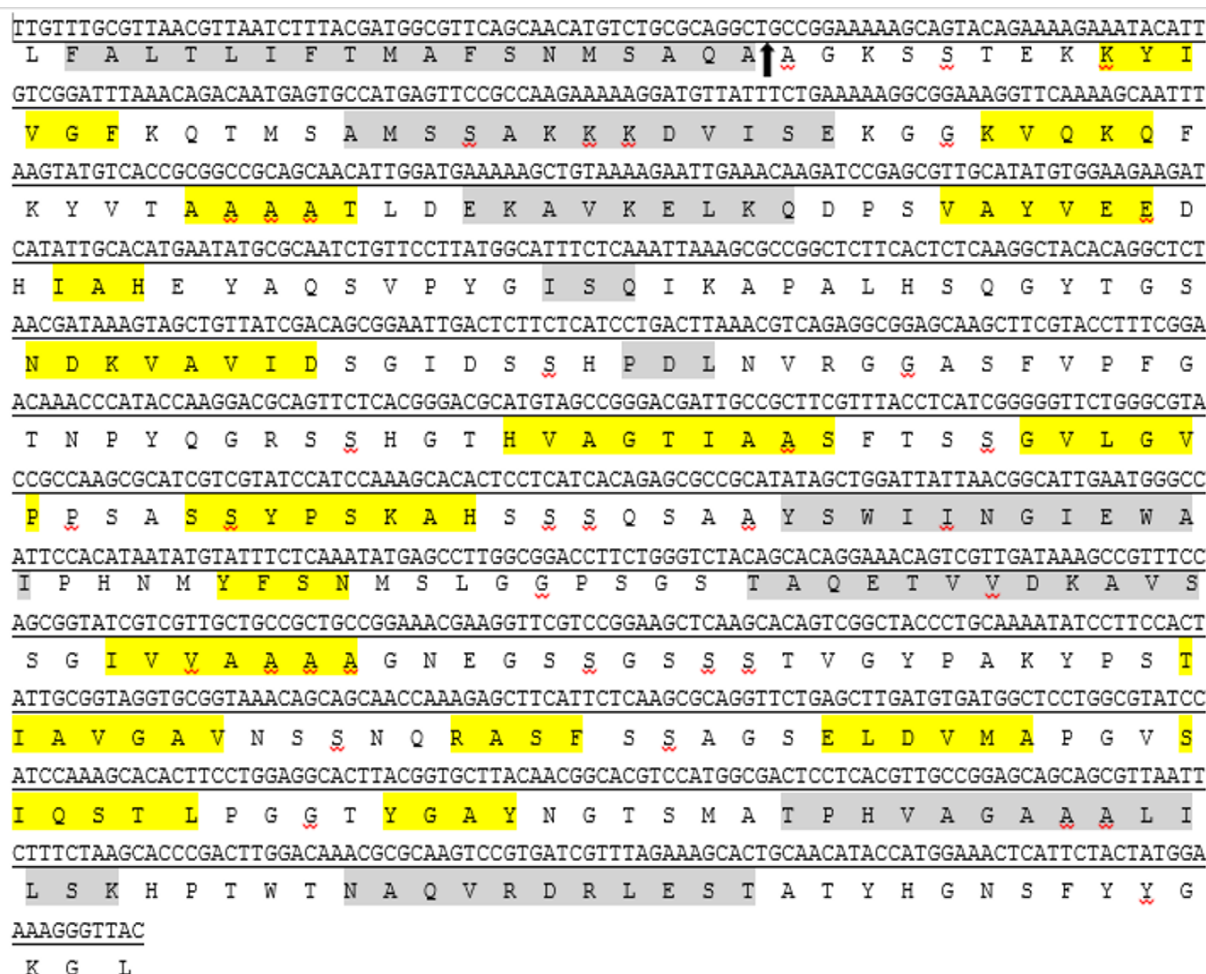 TTGTTTGCGTTAACGTTAATCTTTACGATGGCGTTCAGCAACATGTCTGCGCAGGCTGCCGGAAAAAGCAGTACAGAAAAGAAATACATT
L F A L T L I F T M A F S N M S A Q A A G K S S T E K K Y I
GTCGGATTTAAACAGACAATGAGTGCCATGAGTTCCGCCAAGAAAAAGGATGTTATTTCTGAAAAAGGCGGAAAGGTTCAAAAGCAATTT
V G F K Q T M S A M S S A K K K D V I S E K G G K V Q K Q F
AAGTATGTCACCGCGGCCGCAGCAACATTGGATGAAAAAGCTGTAAAAGAATTGAAACAAGATCCGAGCGTTGCATATGTGGAAGAAGAT
K Y V T A A A A T L D E K A V K E L K Q D P S V A Y V E E D
CATATTGCACATGAATATGCGCAATCTGTTCCTTATGGCATTTCTCAAATTAAAGCGCCGGCTCTTCACTCTCAAGGCTACACAGGCTCT
H I A H E Y A Q S V P Y G I S Q I K A P A L H S Q G Y T G S
AACGATAAAGTAGCTGTTATCGACAGCGGAATTGACTCTTCTCATCCTGACTTAAACGTCAGAGGCGGAGCAAGCTTCGTACCTTTCGGA
N D K V A V I D S G I D S S H P D L N V R G G A S F V P F G
ACAAACCCATACCAAGGACGCAGTTCTCACGGGACGCATGTAGCCGGGACGATTGCCGCTTCGTTTACCTCATCGGGGGTTCTGGGCGTA
T N P Y Q G R S S H G T H V A G T I A A S F T S S G V L G V
CCGCCAAGCGCATCGTCGTATCCATCCAAAGCACACTCCTCATCACAGAGCGCCGCATATAGCTGGATTATTAACGGCATTGAATGGGCC
P P S A S S Y P S K A H S S S Q S A A Y S W I I N G I E W A
ATTCCACATAATATGTATTTCTCAAATATGAGCCTTGGCGGACCTTCTGGGTCTACAGCACAGGAAACAGTCGTTGATAAAGCCGTTTCC
I P H N M Y F S N M S L G G P S G S T A Q E T V V D K A V S
AGCGGTATCGTCGTTGCTGCCGCTGCCGGAAACGAAGGTTCGTCCGGAAGCTCAAGCACAGTCGGCTACCCTGCAAAATATCCTTCCACT
S G I V V A A A A G N E G S S G S S S T V G Y P A K Y P S T
ATTGCGGTAGGTGCGGTAAACAGCAGCAACCAAAGAGCTTCATTCTCAAGCGCAGGTTCTGAGCTTGATGTGATGGCTCCTGGCGTATCC
I A V G A V N S S N Q R A S F S S A G S E L D V M A P G V S
ATCCAAAGCACACTTCCTGGAGGCACTTACGGTGCTTACAACGGCACGTCCATGGCGACTCCTCACGTTGCCGGAGCAGCAGCGTTAATT
I Q S T L P G G T Y G A Y N G T S M A T P H V A G A A A L I
CTTTCTAAGCACCCGACTTGGACAAACGCGCAAGTCCGTGATCGTTTAGAAAGCACTGCAACATACCATGGAAACTCATTCTACTATGGA
L S K H P T W T N A Q V R D R L E S T A T Y H G N S F Y Y G
AAAGGGTTAC
K G L